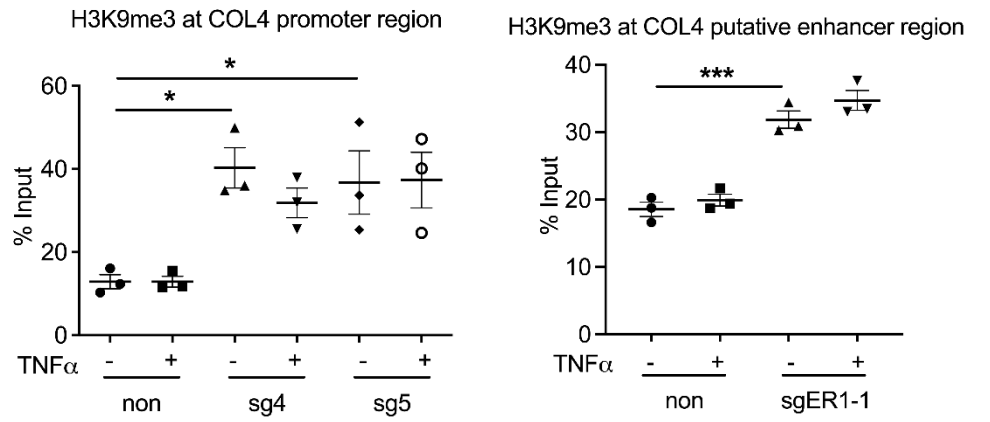 H3K9me3 at COL4 promoter region
*
*
60
40
20
0
% Input
TNFα - + - + - +
non sg4 sg5
H3K9me3 at COL4 putative enhancer region
***
40
30
20
10
0
% Input
TNFα - + - +
non sgER1-1